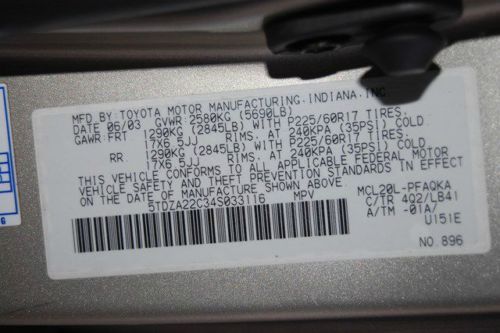 MFD.BY:TOYOTA MOTOR MANUFACTURING,INDIANA,INC.
DATE 06/03 GVWR: 2580KG (5690LB)
GAWR:FRT 1290KG (2845LB) WITH P225/60R17 TIRES,
17X6.5JJ RIMS, AT 240KPA (35PSI) COLD.
RR 1290KG (2845LB) WITH P225/60R17 TIRES,
17X6.5JJ RIMS, AT 240KPA (35PSI) COLD.
THIS VEHICLE CONFORMS TO ALL APPLICABLE FEDERAL MOTOR
VEHICLE SAFETY STANDARDS IN EFFECT ON THE
DATE OF MANUFACTURE SHOWN ABOVE.
5TDZA22C34S033116 MPV MCL20L-PFAQKA
C/TR 4Q2/LB41
A/TM -01A/
U151E
NO. 896